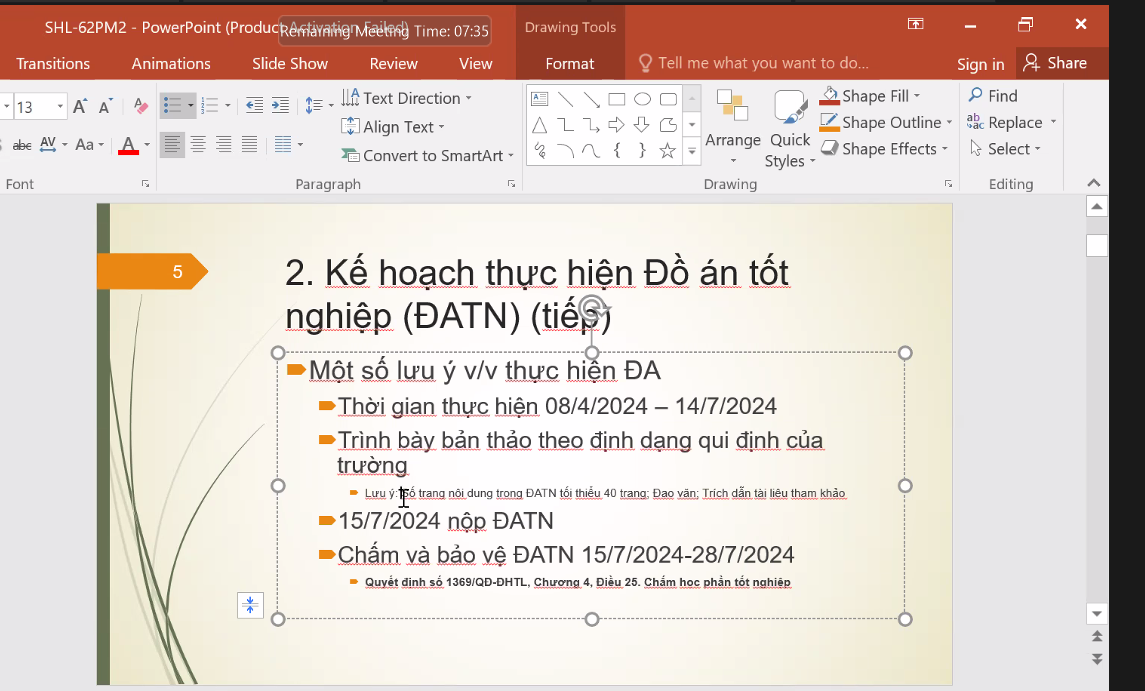 SHL-62PM2 - PowerPoint (Product Activation Failed)
Remaining Meeting Time: 07:35
Drawing Tools
Transitions Animations Slide Show Review View Format Tell me what you want to do... Sign in Share
13 A A Text Direction Shape Fill Find
abc AV Aa A Align Text Arrange Quick Styles Shape Outline Replace
Convert to SmartArt Shape Effects Select
Font Paragraph Drawing Editing
5
2. Kế hoạch thực hiện Đồ án tốt
nghiệp (ĐATN) (tiếp)
Một số lưu ý v/v thực hiện ĐA
Thời gian thực hiện 08/4/2024 – 14/7/2024
Trình bày bản thảo theo định dạng qui định của
trường
Lưu ý: Số trang nội dung trong ĐATN tối thiểu 40 trang; Đạo văn; Trích dẫn tài liệu tham khảo
15/7/2024 nộp ĐATN
Chấm và bảo vệ ĐATN 15/7/2024-28/7/2024
Quyết định số 1369/QĐ-ĐHTL, Chương 4, Điều 25. Chấm học phần tốt nghiệp